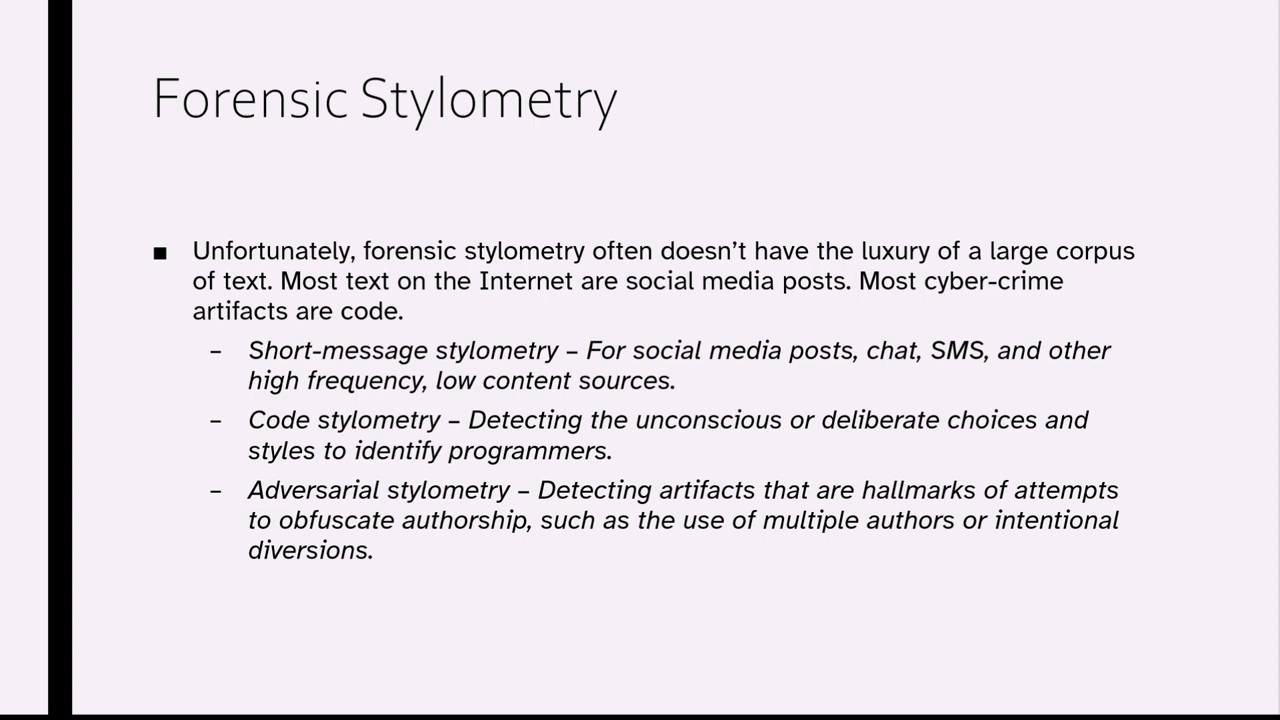 Forensic Stylometry
■ Unfortunately, forensic stylometry often doesn’t have the luxury of a large corpus
of text. Most text on the Internet are social media posts. Most cyber-crime
artifacts are code.
– Short-message stylometry – For social media posts, chat, SMS, and other
high frequency, low content sources.
– Code stylometry – Detecting the unconscious or deliberate choices and
styles to identify programmers.
– Adversarial stylometry – Detecting artifacts that are hallmarks of attempts
to obfuscate authorship, such as the use of multiple authors or intentional
diversions.